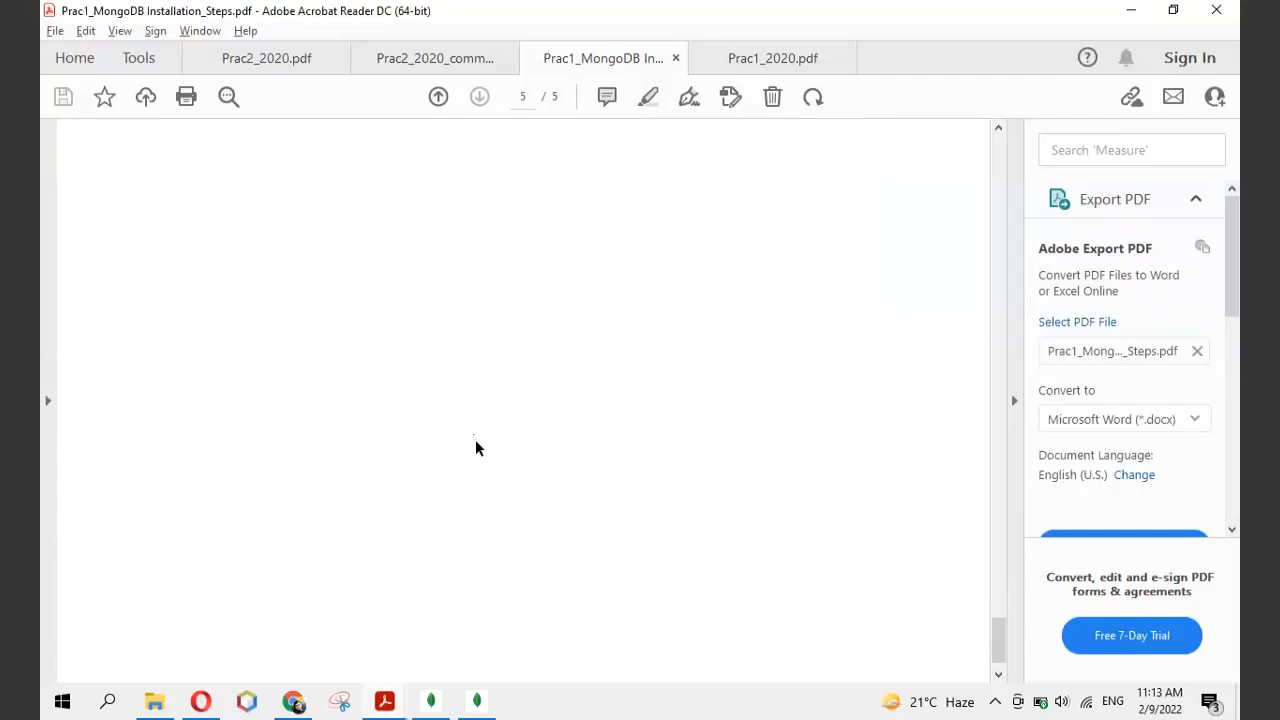 Prac1_MongoDB Installation_Steps.pdf - Adobe Acrobat Reader DC (64-bit)
File Edit View Sign Window Help
Home Tools Prac2_2020.pdf Prac2_2020_comm... Prac1_MongoDB In... Prac1_2020.pdf Sign In
5 / 5
Search 'Measure'
Export PDF
Adobe Export PDF
Convert PDF Files to Word
or Excel Online
Select PDF File
Prac1_Mong..._Steps.pdf
Convert to
Microsoft Word (*.docx)
Document Language:
English (U.S.) Change
Convert, edit and e-sign PDF
forms & agreements
Free 7-Day Trial
21°C Haze ENG 11:13 AM
2/9/2022
3